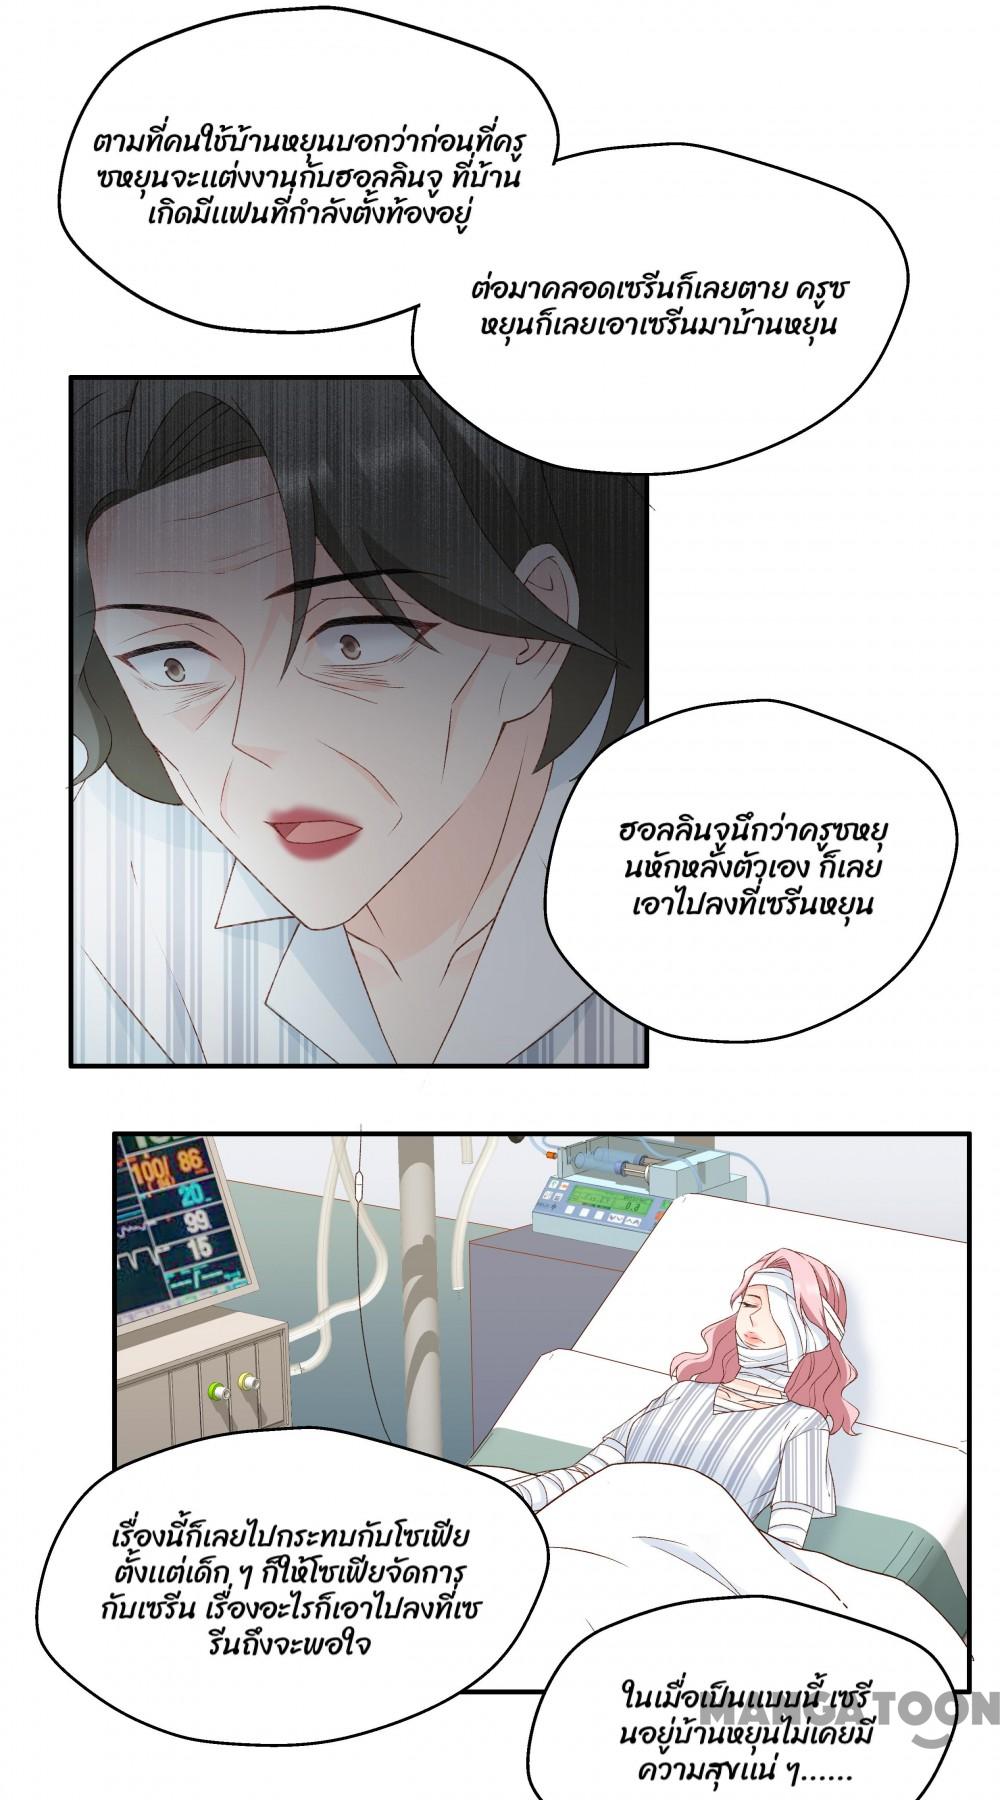 ตามที่คนใช้บ้านหยุนบอกว่าก่อนที่ครู
ซหยุนจะแต่งงานกับฮอลลินจู ที่บ้าน
เกิดมีแฟนที่กำลังตั้งท้องอยู่
ต่อมาคลอดเซรีนก็เลยตาย ครูซ
หยุนก็เลยเอาเซรีนมาบ้านหยุน
ฮอลลินจูนึกว่าครูซหยุ
นหักหลังตัวเอง ก็เลย
เอาไปลงที่เซรีนหยุน
100/ 86
20
99
15
0.6
เรื่องนี้ก็เลยไปกระทบกับโซเฟีย
ตั้งแต่เด็ก ๆ ก็ให้โซเฟียจัดการ
กับเซรีน เรื่องอะไรก็เอาไปลงที่เซ
รีนถึงจะพอใจ
ในเมื่อเป็นแบบนี้ เซรี
นอยู่บ้านหยุนไม่เคยมี
ความสุขแน่ ๆ......
MANGATOON